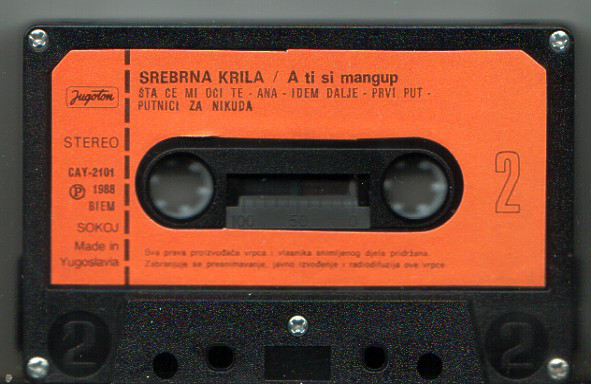 SREBRNA KRILA / A ti si mangup
ŠTA ĆE MI OČI TE - ANA - IDEM DALJE - PRVI PUT -
PUTNICI ZA NIKUDA
Jugoton
STEREO
CAY-2101
P 1988
BIEM
SOKOJ
Made in
Yugoslavia
2
100 50 0
Sva prava proizvođača vrpca i vlasnika snimljenog djela pridržana.
Zabranjuje se presnimavanje, javno izvođenje i radiodifuzija ove vrpce
2
2